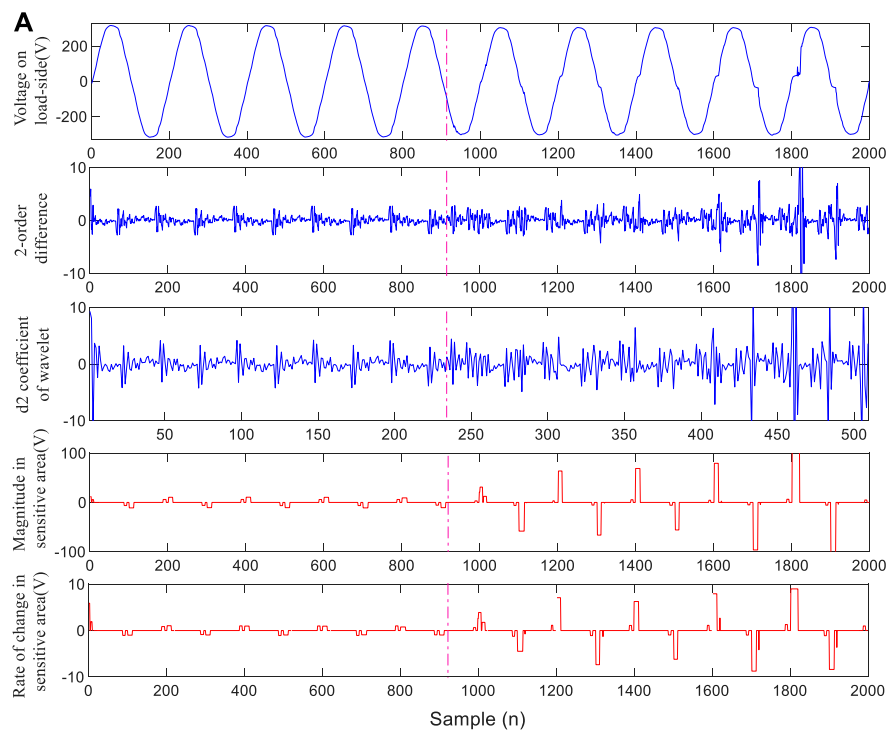 A
Voltage on
load-side(V)
200
0
-200
0 200 400 600 800 1000 1200 1400 1600 1800 2000
2-order
difference
10
0
-10
0 200 400 600 800 1000 1200 1400 1600 1800 2000
d2 coefficient
of wavelet
10
0
-10
50 100 150 200 250 300 350 400 450 500
Magnitude in
sensitive area(V)
100
0
-100
0 200 400 600 800 1000 1200 1400 1600 1800 2000
Rate of change in
sensitive area(V)
10
0
-10
0 200 400 600 800 1000 1200 1400 1600 1800 2000
Sample (n)